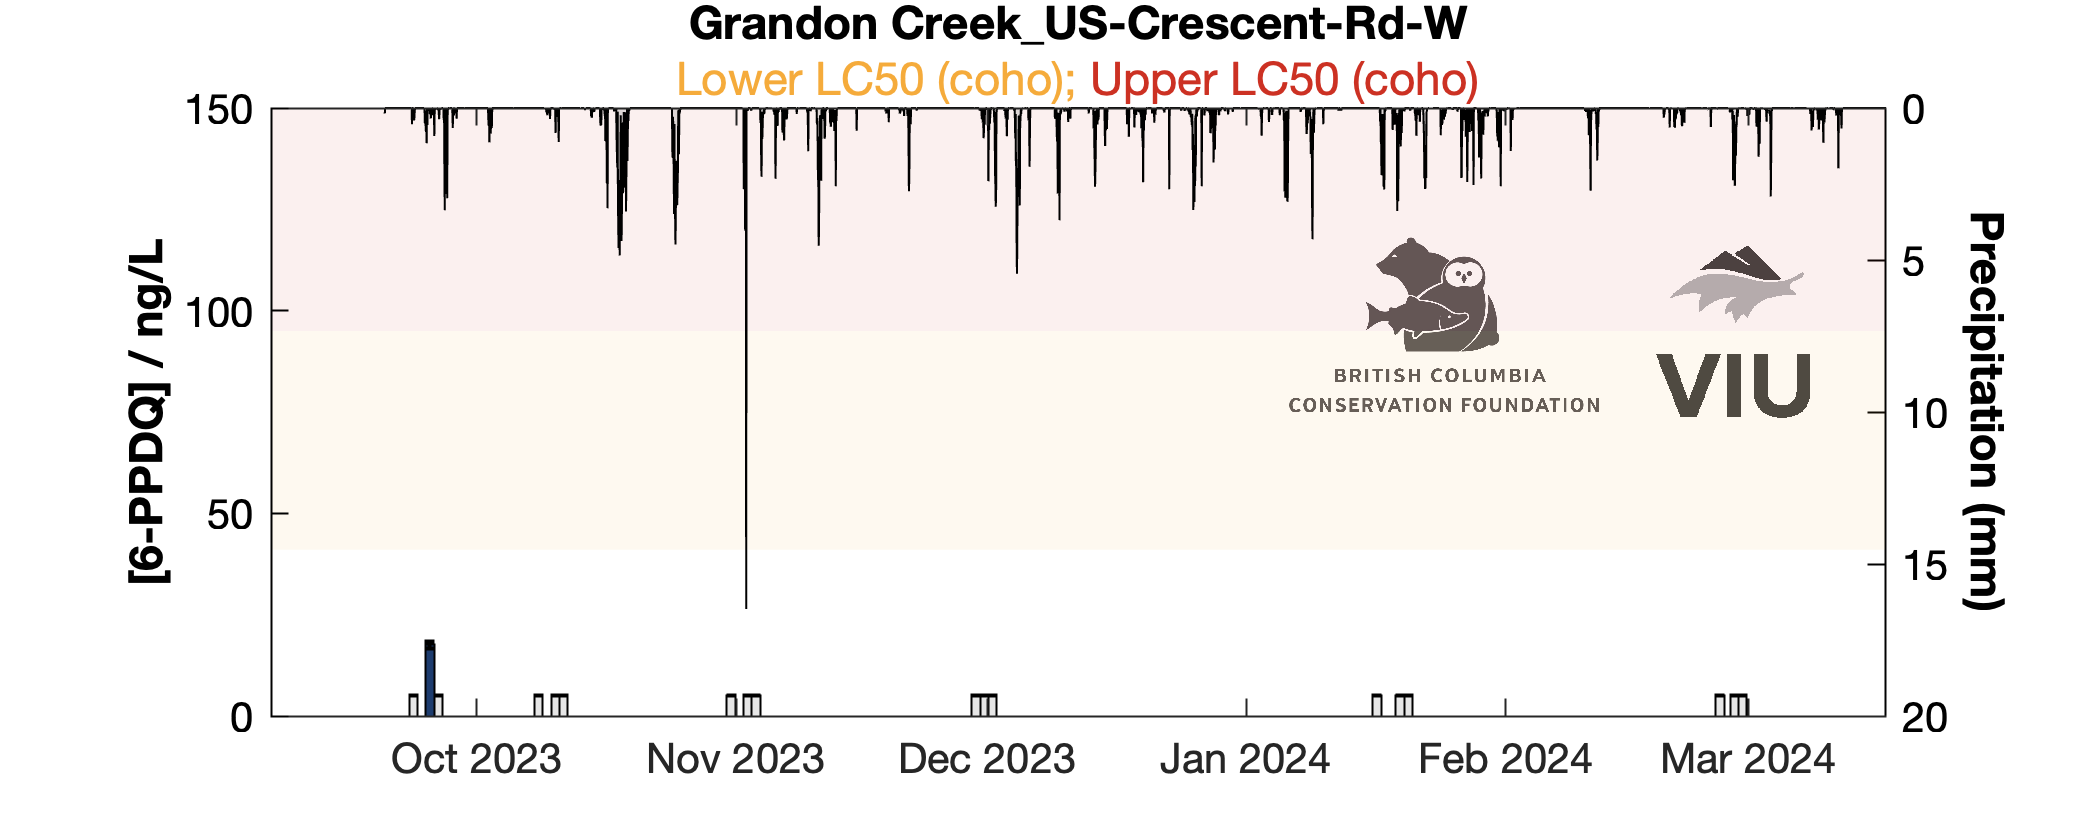 Grandon Creek_US-Crescent-Rd-W
Lower LC50 (coho); Upper LC50 (coho)
150
100
50
0
[6-PPDQ] / ng/L
0
5
10
15
20
Precipitation (mm)
BRITISH COLUMBIA
CONSERVATION FOUNDATION
VIU
Oct 2023
Nov 2023
Dec 2023
Jan 2024
Feb 2024
Mar 2024